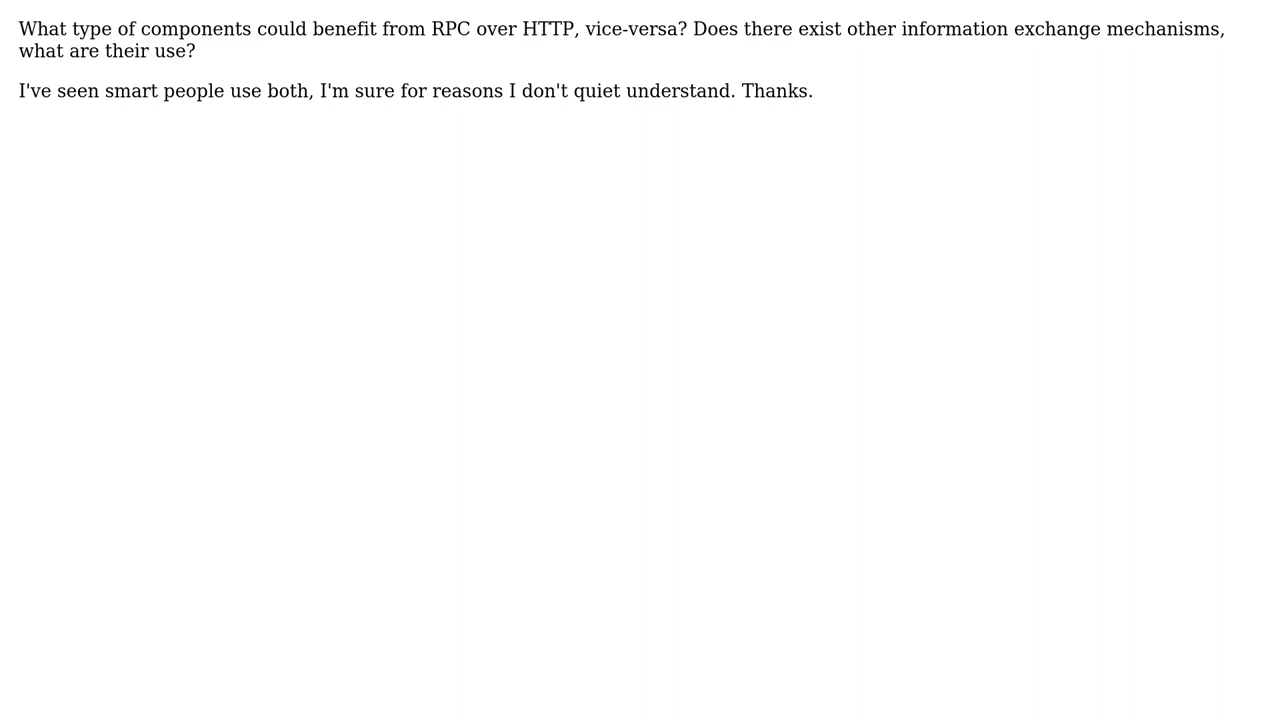 What type of components could benefit from RPC over HTTP, vice-versa? Does there exist other information exchange mechanisms,
what are their use?
I've seen smart people use both, I'm sure for reasons I don't quiet understand. Thanks.